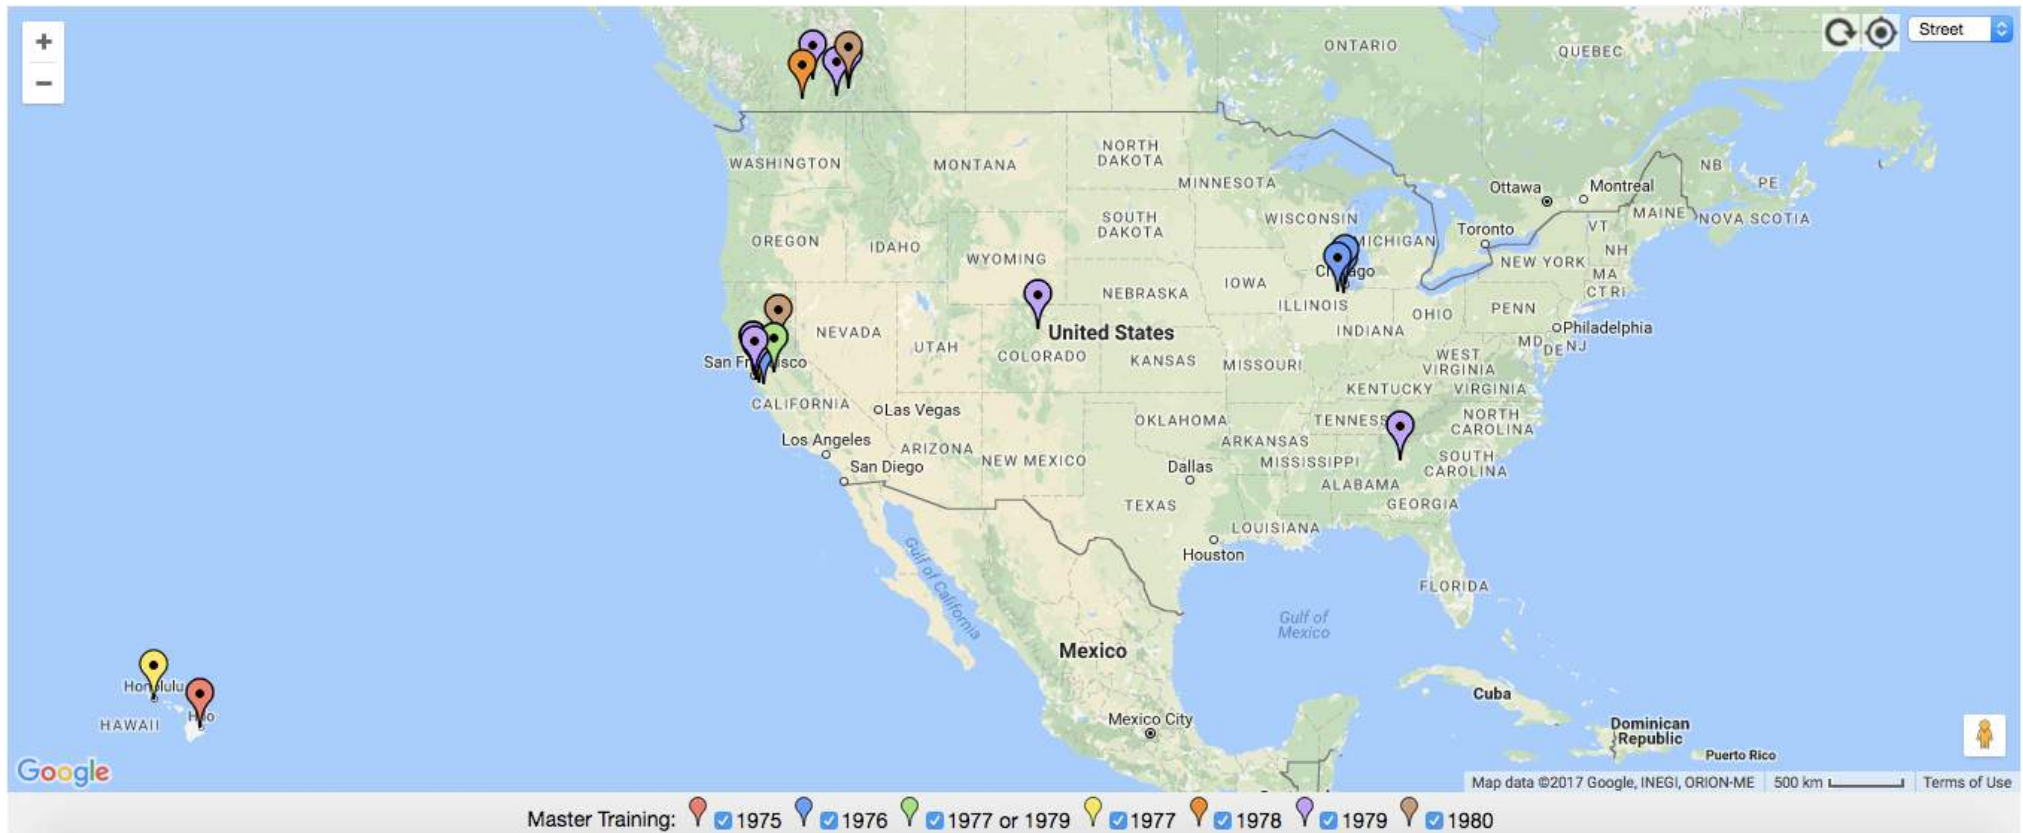 +
−
Street
ONTARIO
QUEBEC
WASHINGTON
MONTANA
NORTH
DAKOTA
MINNESOTA
Ottawa
Montreal
NB
PE
MAINE
NOVA SCOTIA
SOUTH
DAKOTA
WISCONSIN
MICHIGAN
Toronto
VT
NH
OREGON
IDAHO
WYOMING
NEW YORK
MA
CT RI
IOWA
NEBRASKA
ILLINOIS
OHIO
PENN
INDIANA
Philadelphia
NEVADA
UTAH
United States
COLORADO
KANSAS
MISSOURI
WEST
VIRGINIA
MD
DE
NJ
KENTUCKY
VIRGINIA
CALIFORNIA
Las Vegas
OKLAHOMA
NORTH
CAROLINA
Los Angeles
ARIZONA
NEW MEXICO
ARKANSAS
San Diego
Dallas
MISSISSIPPI
SOUTH
CAROLINA
ALABAMA
TEXAS
GEORGIA
LOUISIANA
Houston
Gulf of California
FLORIDA
Gulf of
Mexico
Mexico
Cuba
HAWAII
Mexico City
Dominican
Republic
Puerto Rico
Google
Map data ©2017 Google, INEGI, ORION-ME 500 km Terms of Use
Master Training: 1975 1976 1977 or 1979 1977 1978 1979 1980